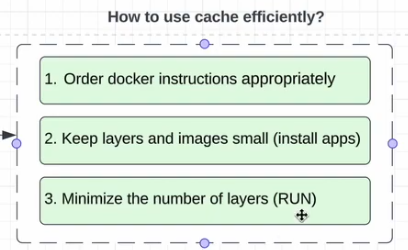 How to use cache efficiently?
1. Order docker instructions appropriately
2. Keep layers and images small (install apps)
3. Minimize the number of layers (RUN)